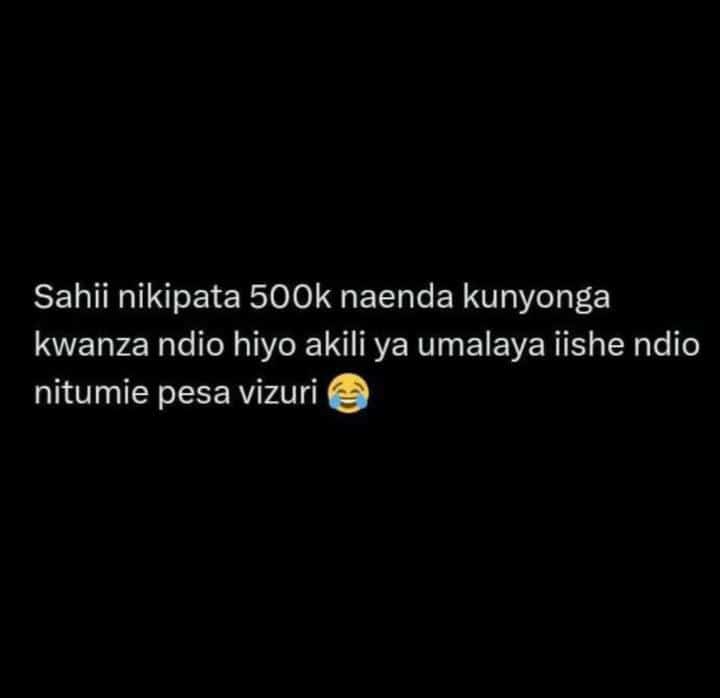 Sahii nikipata 500k naenda kunyonga
kwanza ndio hiyo akili ya umalaya iishe ndio
nitumie pesa vizuri 😂